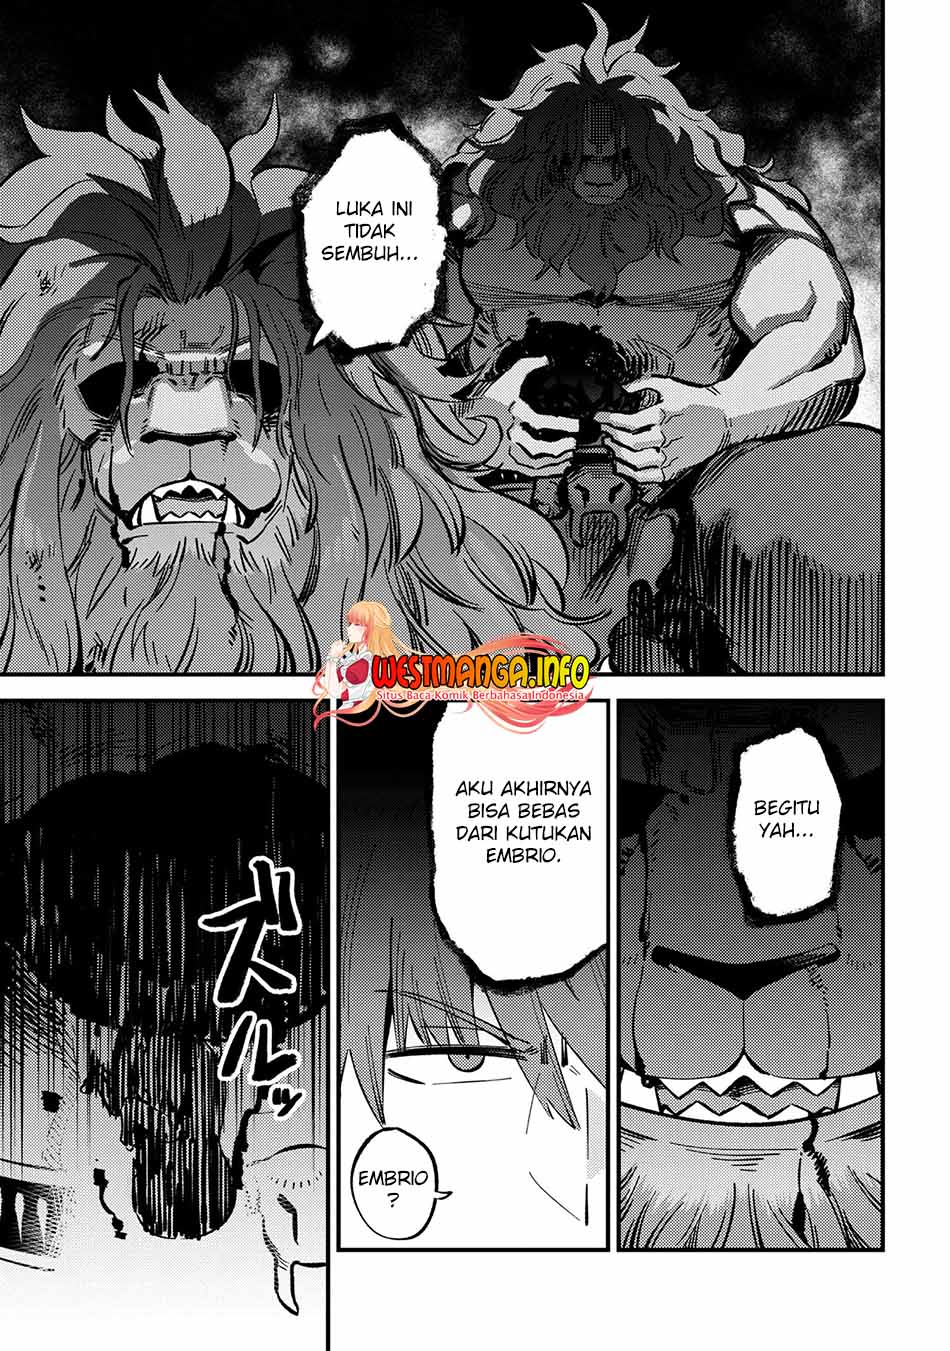 LUKA INI
TIDAK
SEMBUH...
WESTMANGA.INFO
Situs Baca Komik Berbahasa Indonesia
BEGITU
YAH...
AKU AKHIRNYA
BISA BEBAS
DARI KUTUKAN
EMBRIO.
EMBRIO
?
ズルッ